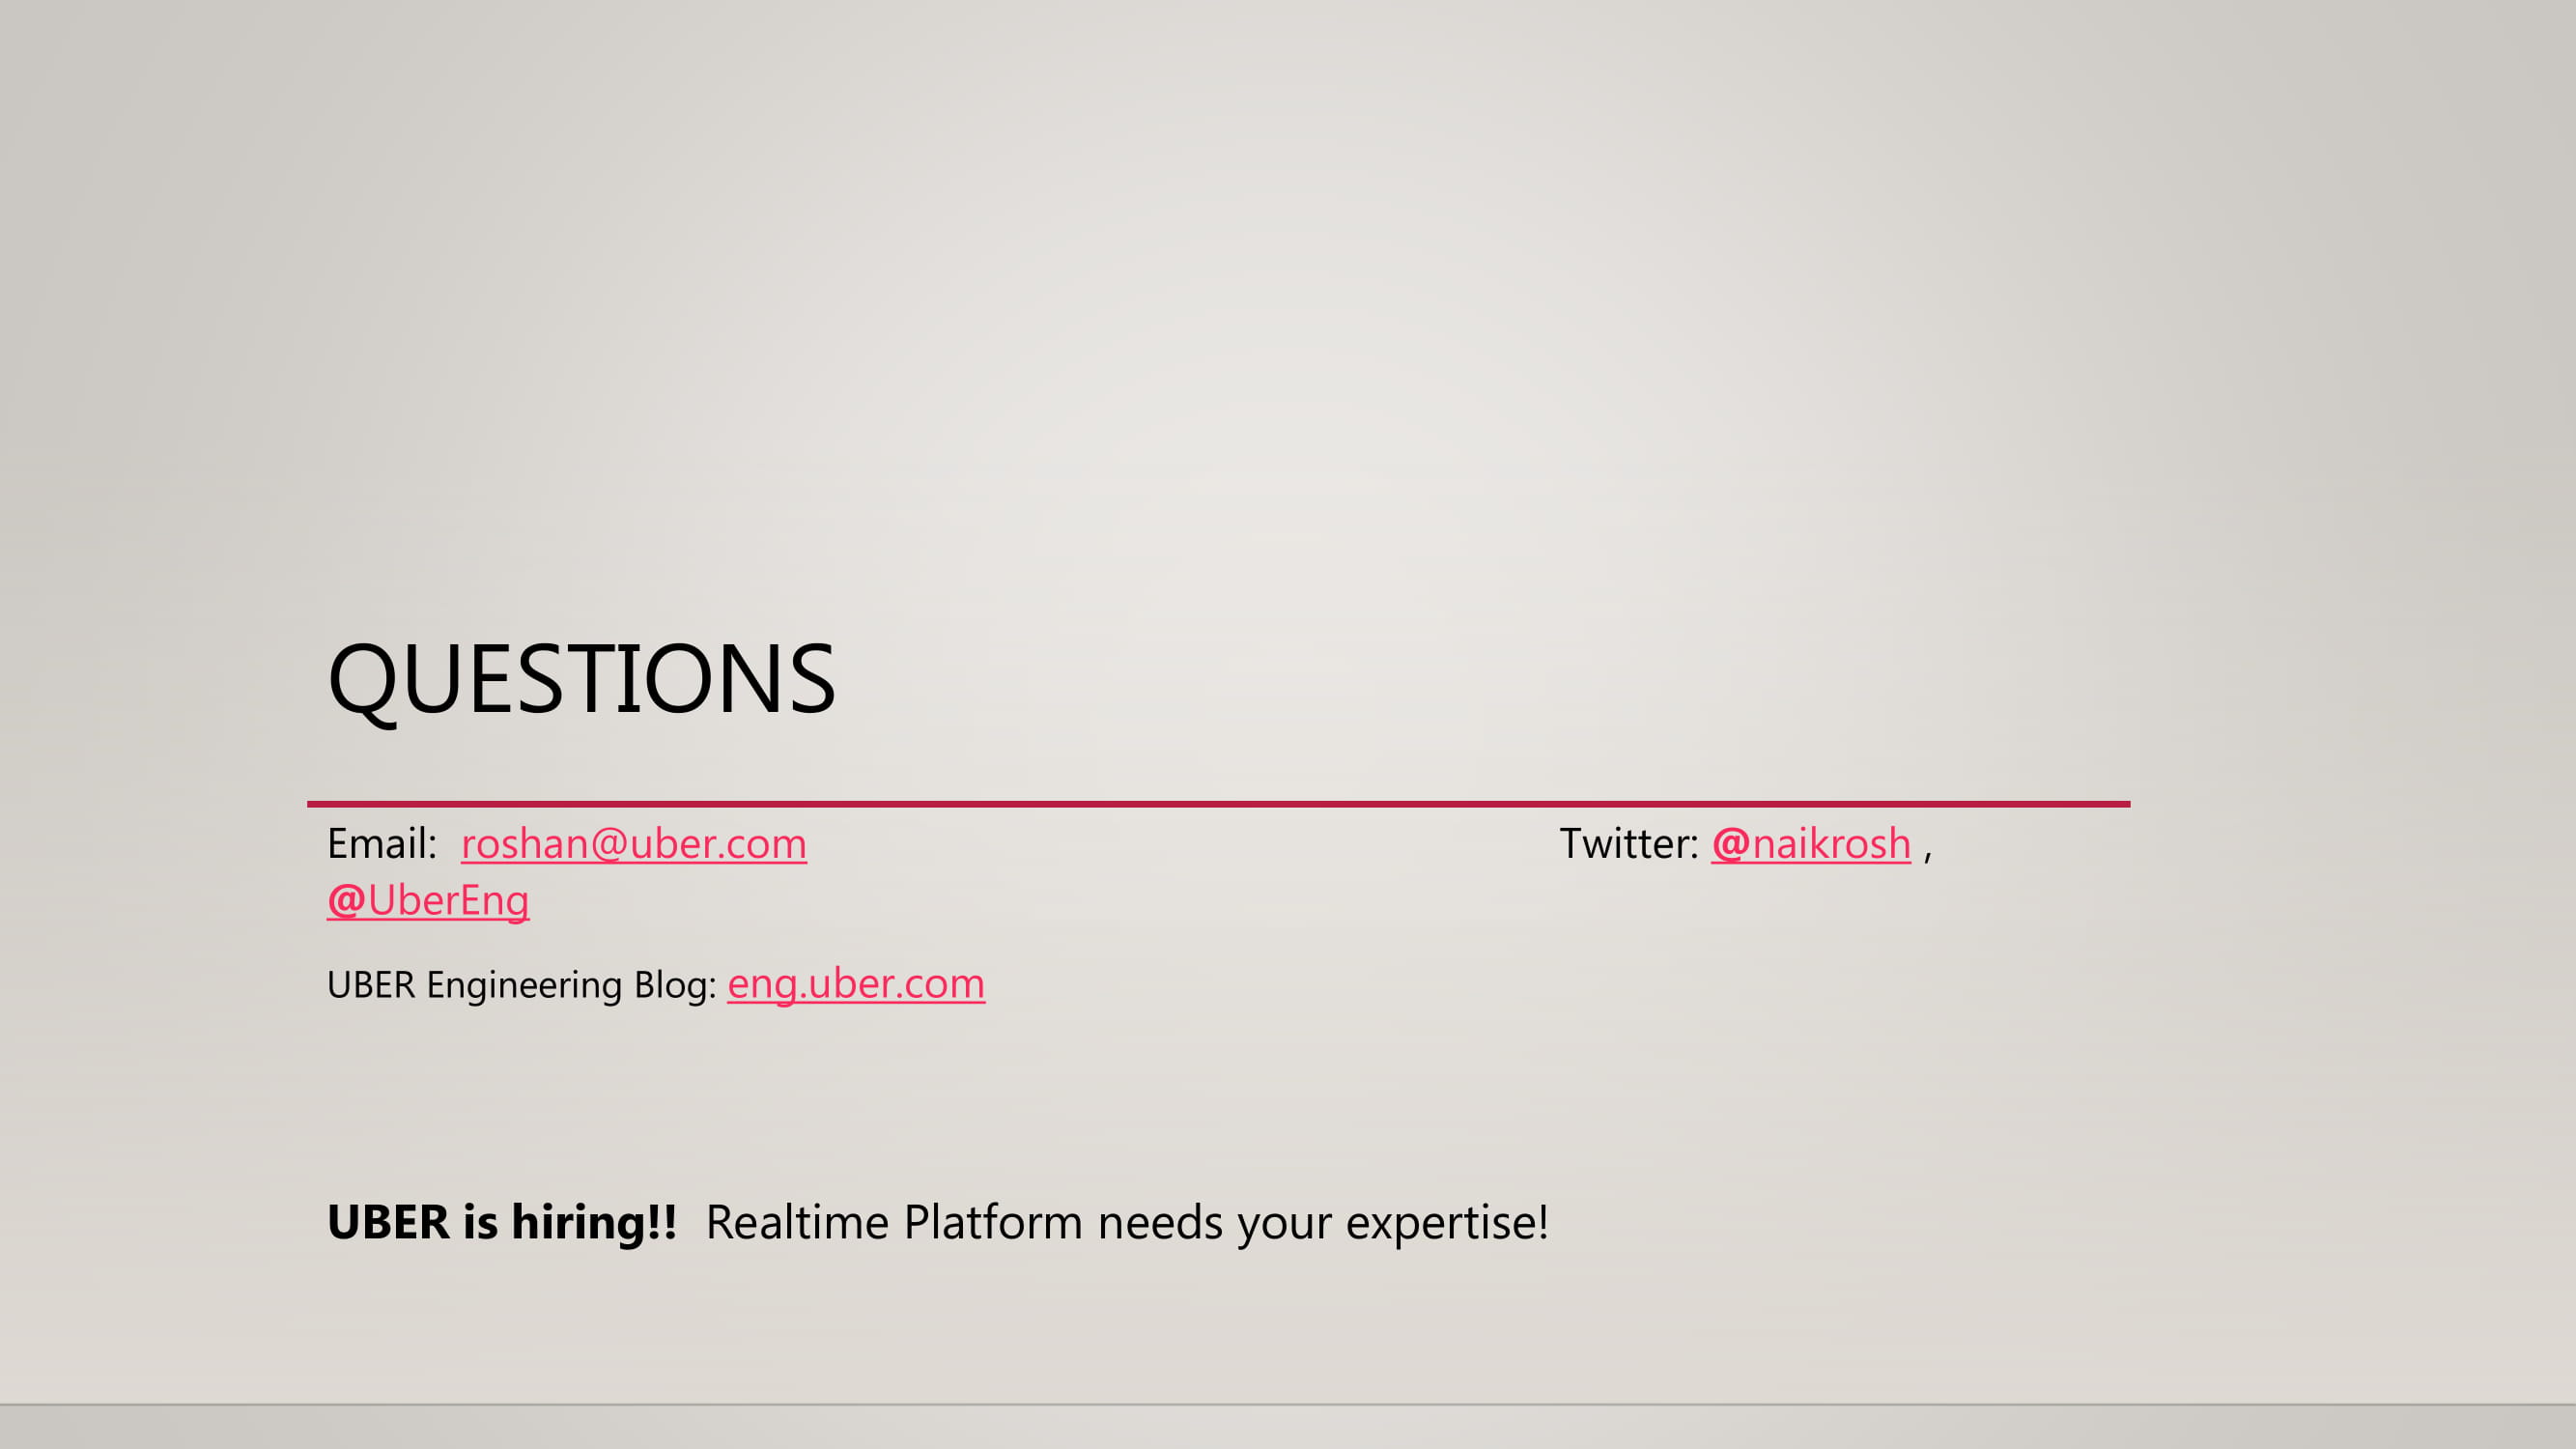 QUESTIONS
Email:  roshan@uber.com Twitter: @naikrosh ,
@UberEng
UBER Engineering Blog: eng.uber.com
UBER is hiring!!  Realtime Platform needs your expertise!